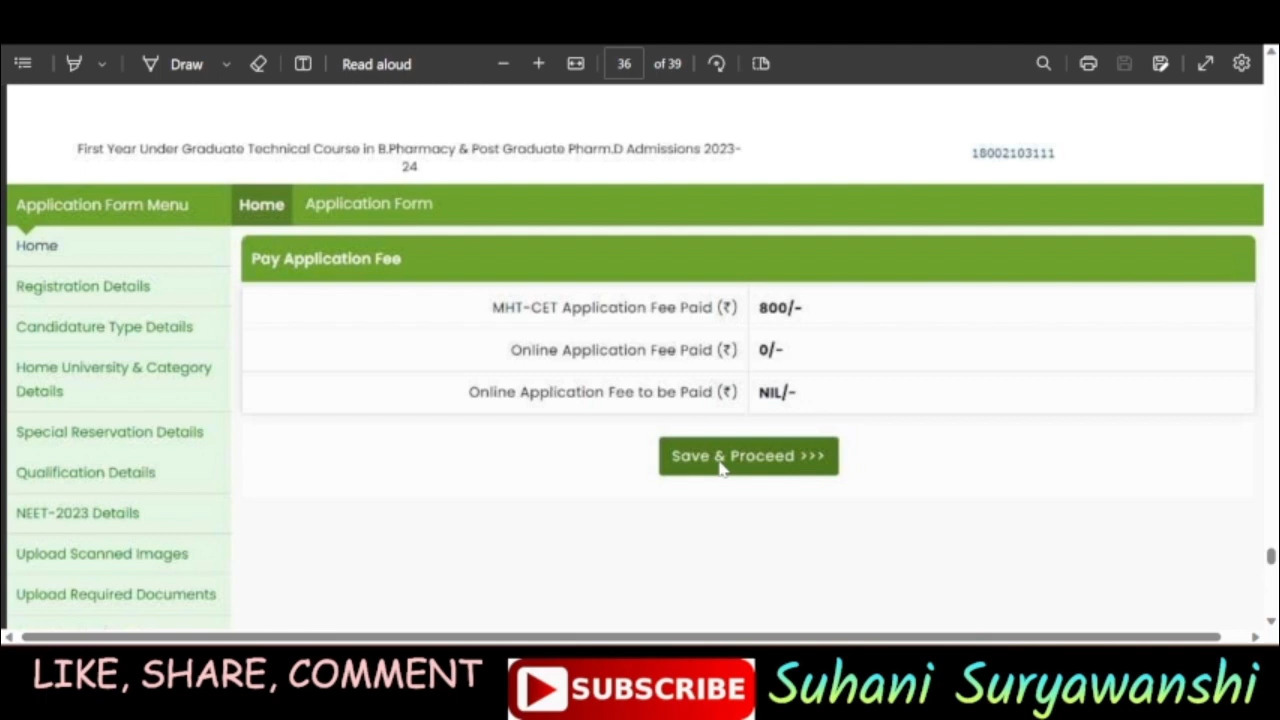 Draw
Read aloud
36 of 39
First Year Under Graduate Technical Course in B.Pharmacy & Post Graduate Pharm.D Admissions 2023-
24
18002103111
Application Form Menu
Home
Application Form
Home
Registration Details
Candidature Type Details
Home University & Category
Details
Special Reservation Details
Qualification Details
NEET-2023 Details
Upload Scanned Images
Upload Required Documents
Pay Application Fee
MHT-CET Application Fee Paid (₹) 800/-
Online Application Fee Paid (₹) 0/-
Online Application Fee to be Paid (₹) NIL/-
Save & Proceed >>>
LIKE, SHARE, COMMENT
SUBSCRIBE
Suhani Suryawanshi